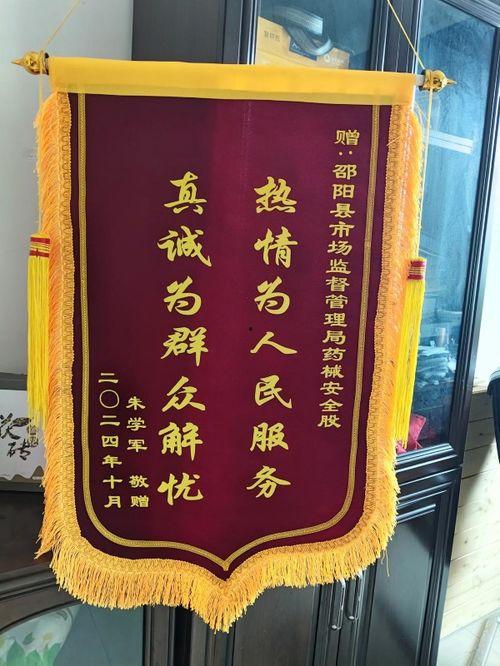 赠:邵阳县市场监督管理局药械安全股
热情为人民服务
真诚为群众解忧
朱学军 敬赠
二〇二四年十月